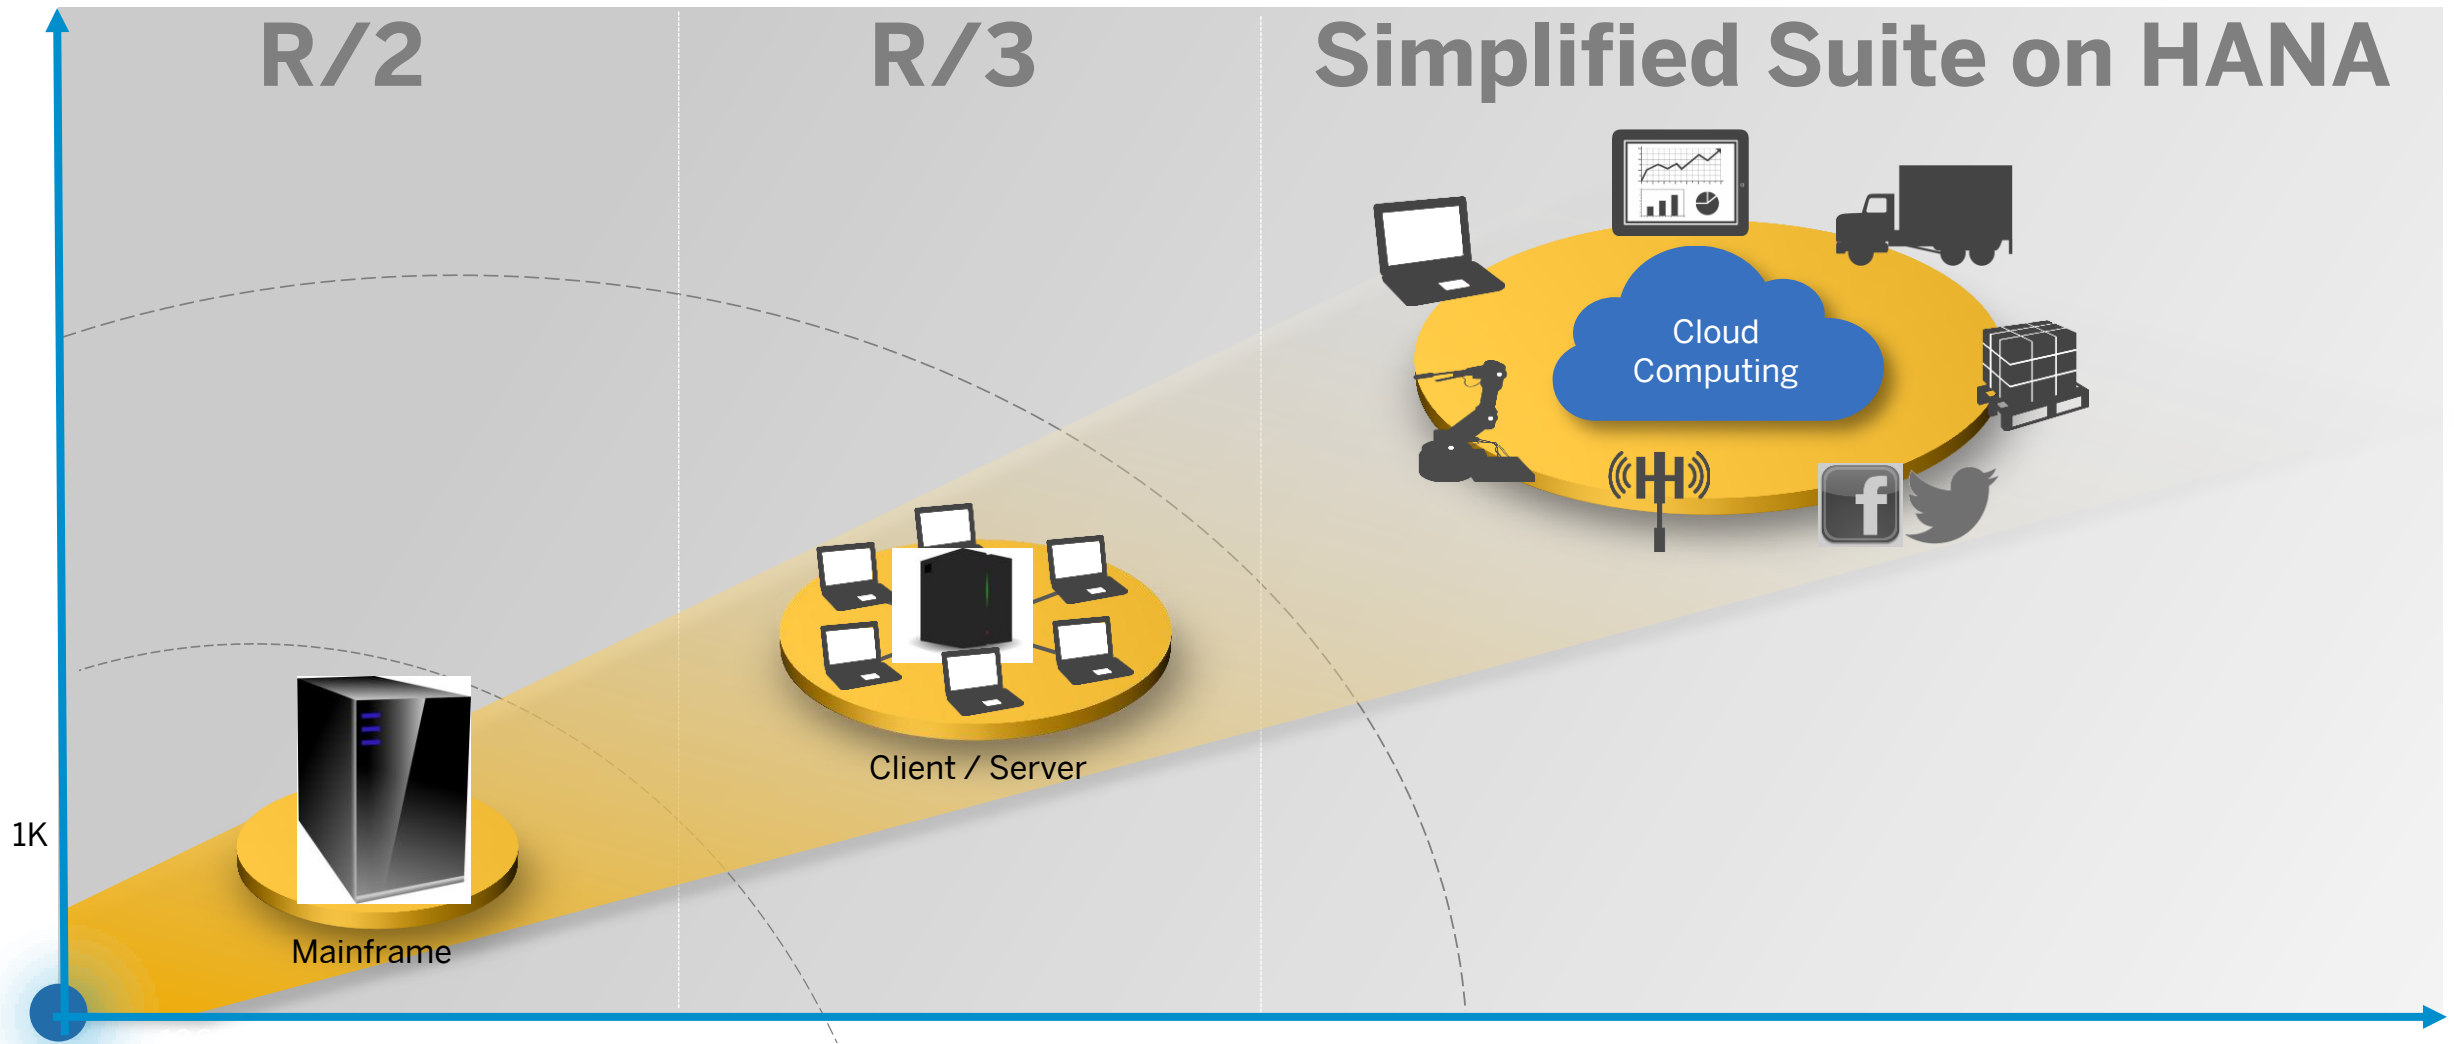 R/2
R/3
Simplified Suite on HANA
Cloud
Computing
f
Client / Server
1K
Mainframe